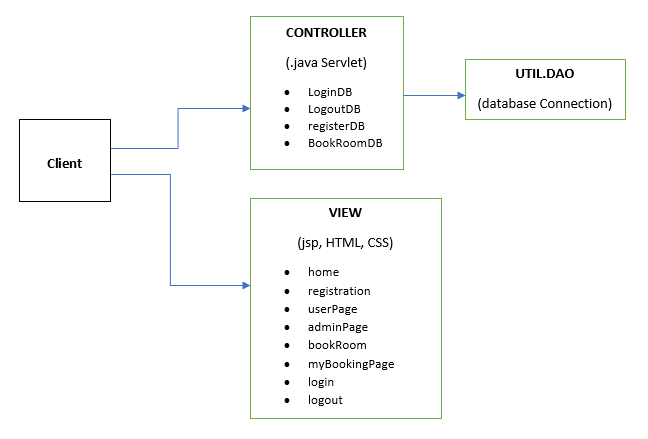 Client
CONTROLLER
(.java Servlet)
• LoginDB
• LogoutDB
• registerDB
• BookRoomDB
UTIL.DAO
(database Connection)
VIEW
(jsp, HTML, CSS)
• home
• registration
• userPage
• adminPage
• bookRoom
• myBookingPage
• login
• logout